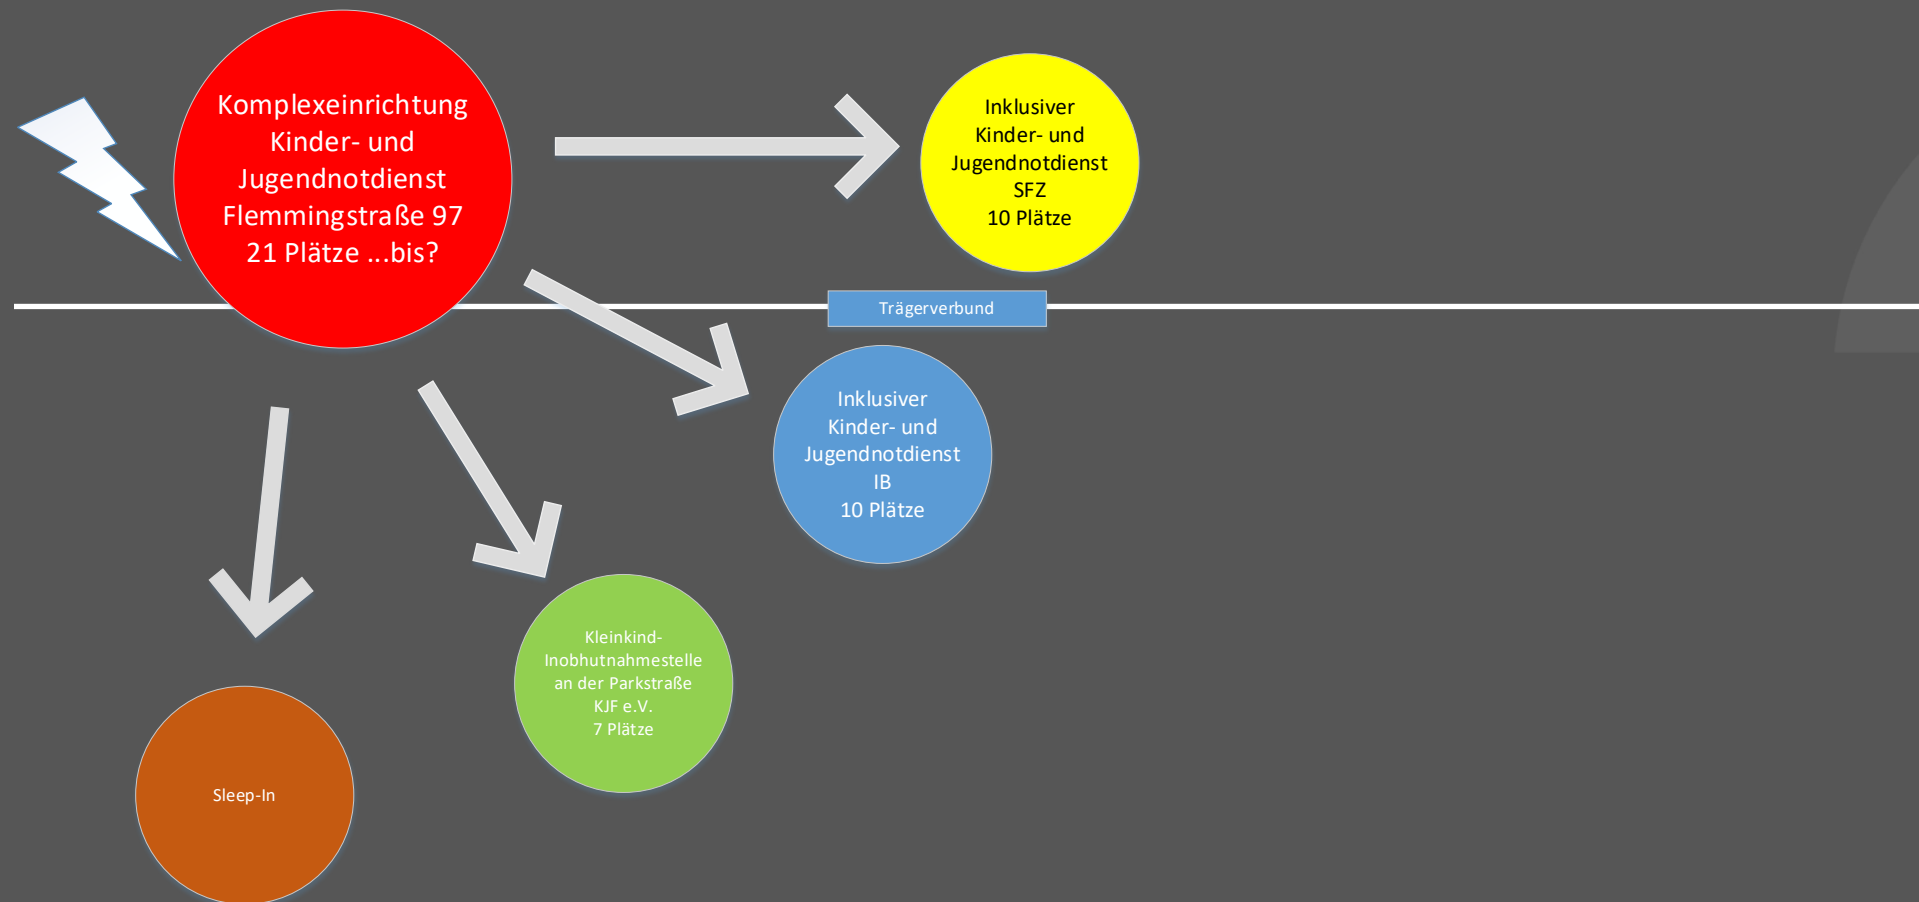 Komplexeinrichtung
Kinder- und
Jugendnotdienst
Flemmingstraße 97
21 Plätze ...bis?
Inklusiver
Kinder- und
Jugendnotdienst
SFZ
10 Plätze
Trägerverbund
Inklusiver
Kinder- und
Jugendnotdienst
IB
10 Plätze
Kleinkind-
Inobhutnahmestelle
an der Parkstraße
KJF e.V.
7 Plätze
Sleep-In